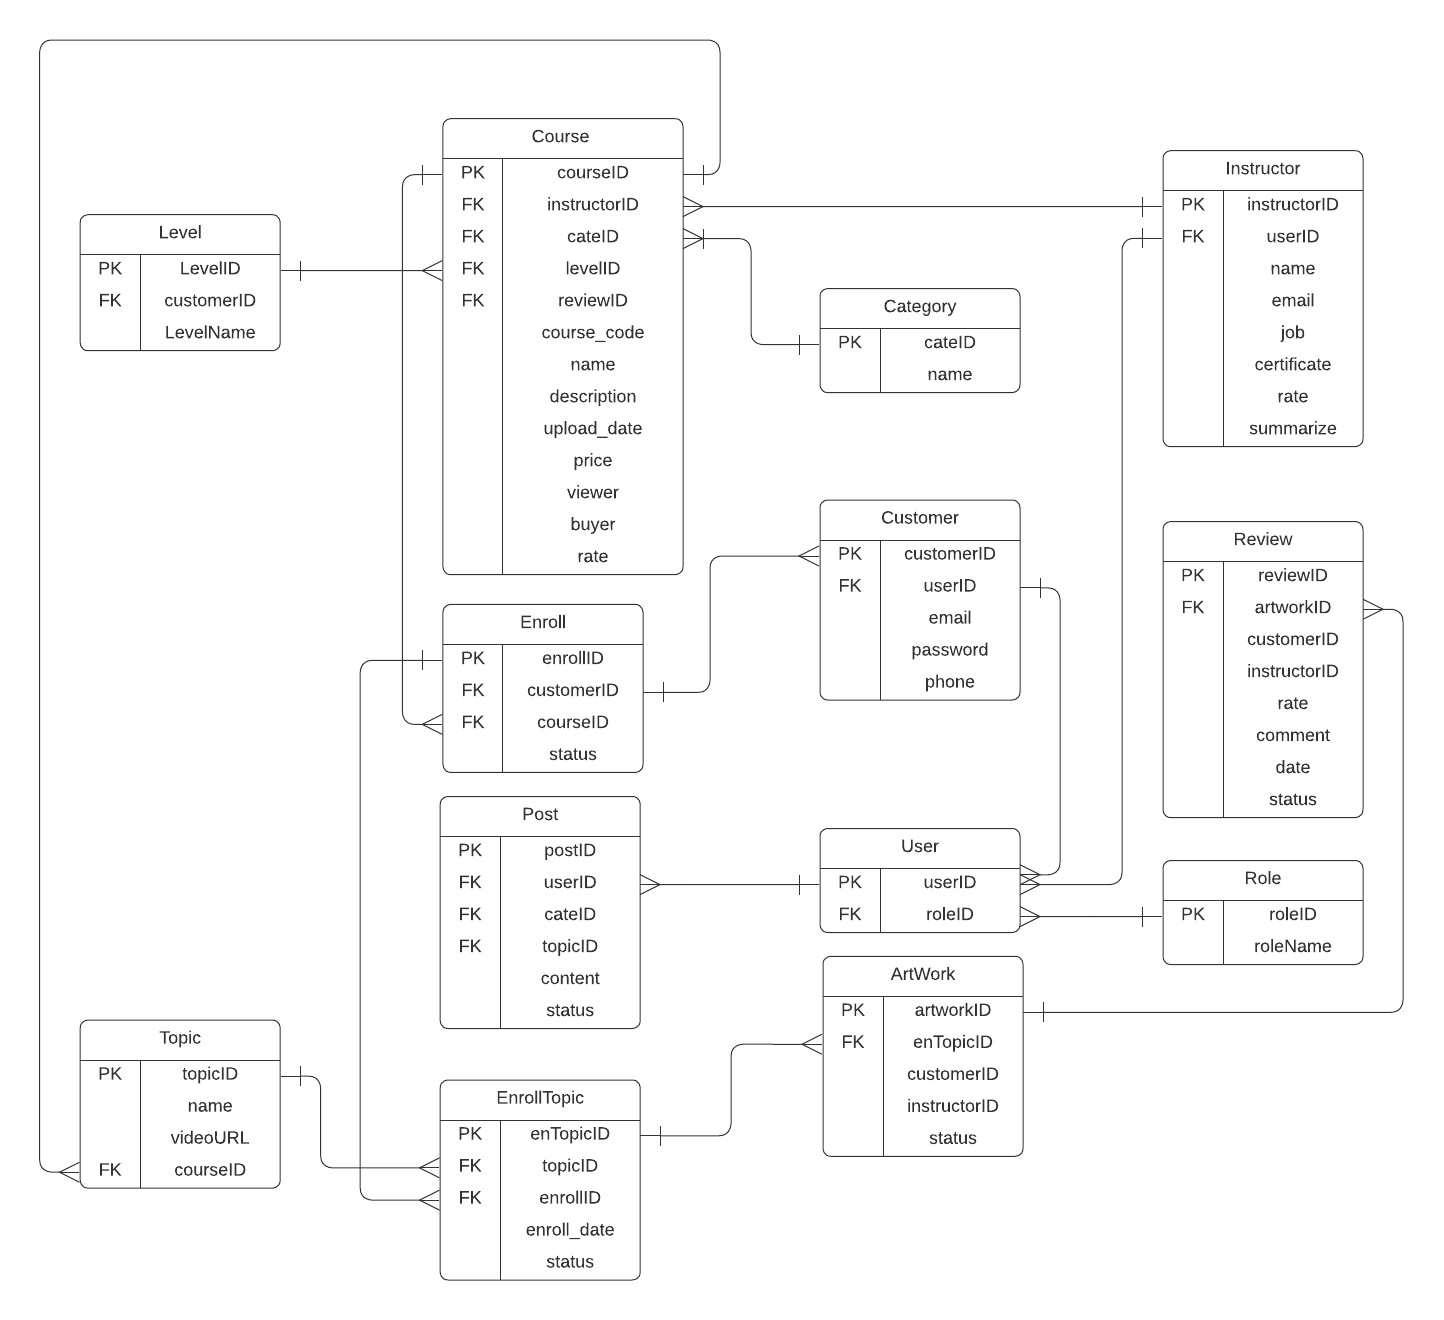 Course
PK courseID
FK instructorID
FK cateID
FK levelID
FK reviewID
course_code
name
description
upload_date
price
viewer
buyer
rate
Instructor
PK instructorID
FK userID
name
email
job
certificate
rate
summarize
Level
PK LevelID
FK customerID
LevelName
Category
PK cateID
name
Customer
PK customerID
FK userID
email
password
phone
Review
PK reviewID
FK artworkID
customerID
instructorID
rate
comment
date
status
Enroll
PK enrollID
FK customerID
FK courseID
status
Post
PK postID
FK userID
FK cateID
FK topicID
content
status
User
PK userID
FK roleID
Role
PK roleID
roleName
ArtWork
PK artworkID
FK enTopicID
customerID
instructorID
status
Topic
PK topicID
name
videoURL
FK courseID
EnrollTopic
PK enTopicID
FK topicID
FK enrollID
enroll_date
status